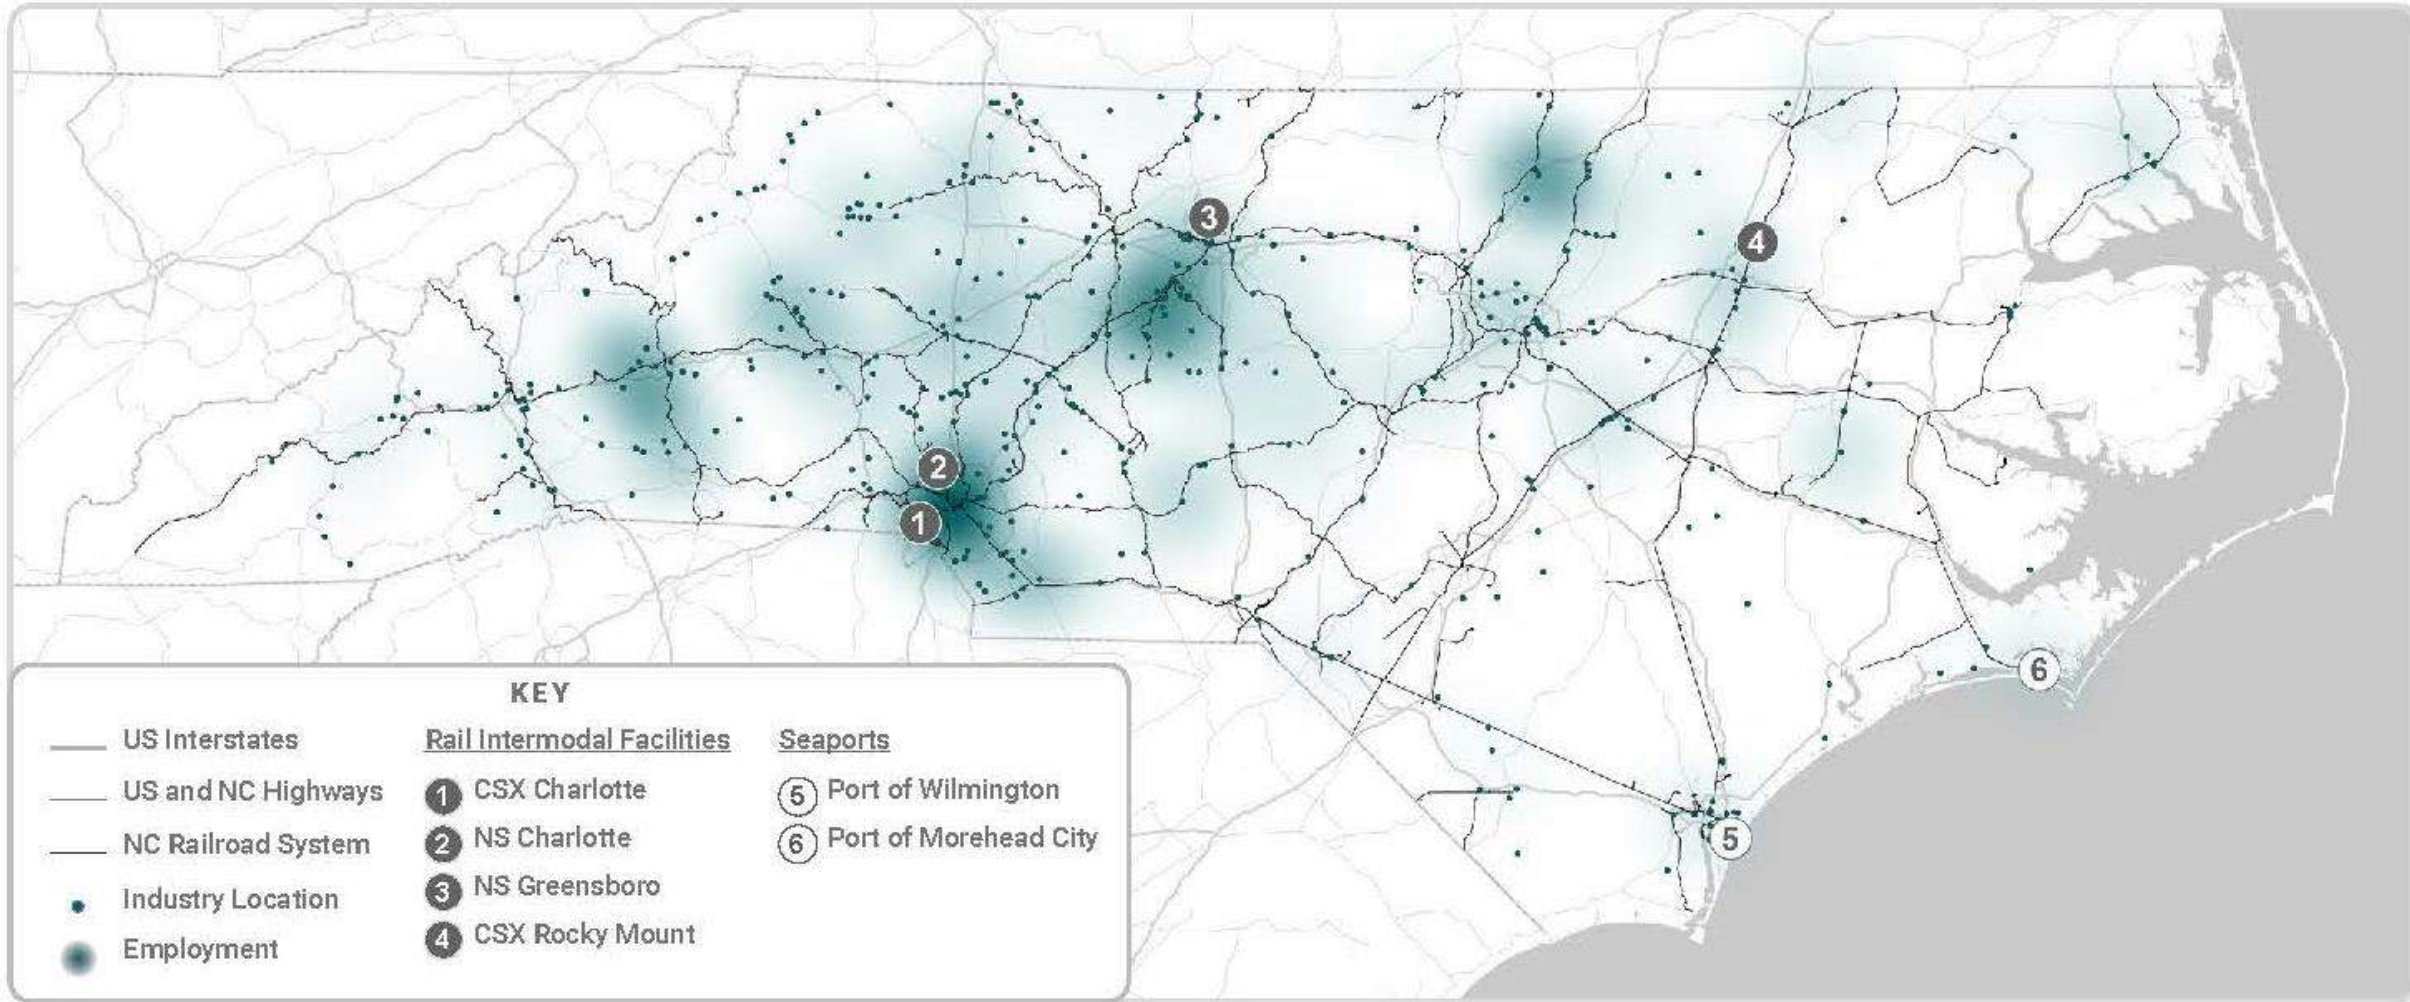 3
4
2
1
6
5
KEY
US Interstates
US and NC Highways
NC Railroad System
Industry Location
Employment
Rail Intermodal Facilities
1 CSX Charlotte
2 NS Charlotte
3 NS Greensboro
4 CSX Rocky Mount
Seaports
5 Port of Wilmington
6 Port of Morehead City